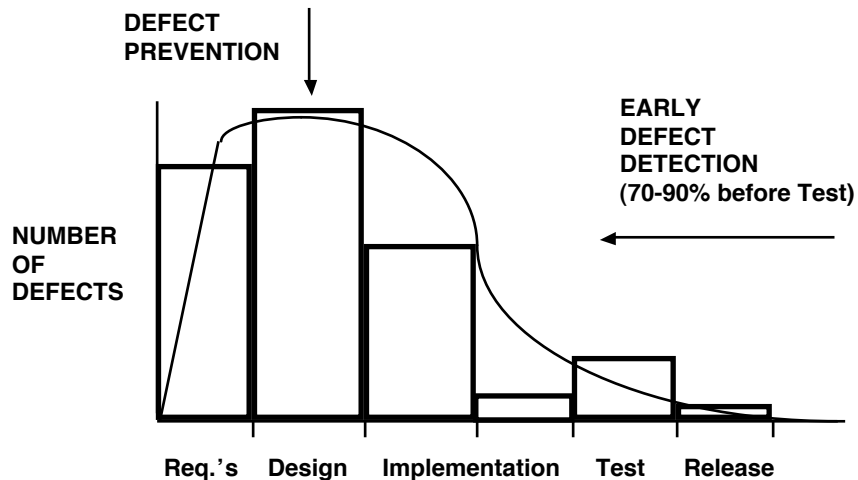 DEFECT
PREVENTION
EARLY
DEFECT
DETECTION
(70-90% before Test)
NUMBER
OF
DEFECTS
Req.'s Design Implementation Test Release